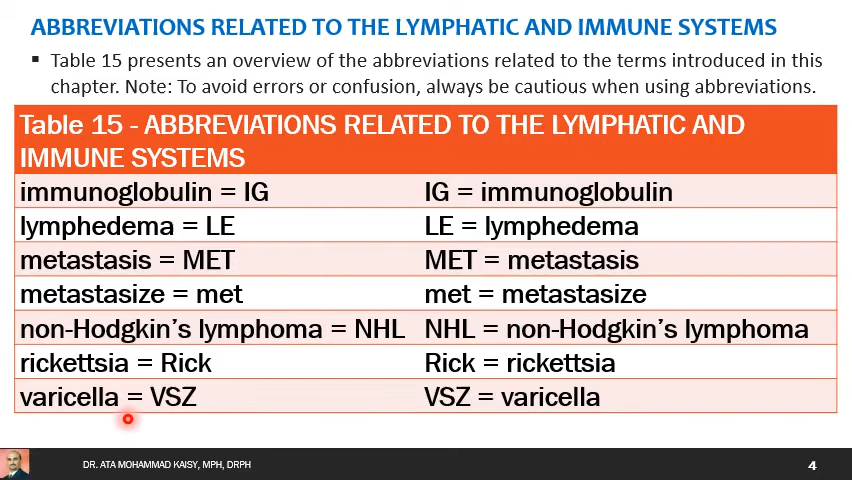 ABBREVIATIONS RELATED TO THE LYMPHATIC AND IMMUNE SYSTEMS
▪ Table 15 presents an overview of the abbreviations related to the terms introduced in this
chapter. Note: To avoid errors or confusion, always be cautious when using abbreviations.
Table 15 - ABBREVIATIONS RELATED TO THE LYMPHATIC AND
IMMUNE SYSTEMS
immunoglobulin = IG IG = immunoglobulin
lymphedema = LE LE = lymphedema
metastasis = MET MET = metastasis
metastasize = met met = metastasize
non-Hodgkin’s lymphoma = NHL NHL = non-Hodgkin’s lymphoma
rickettsia = Rick Rick = rickettsia
varicella = VSZ VSZ = varicella
DR. ATA MOHAMMAD KAISY, MPH, DRPH 4